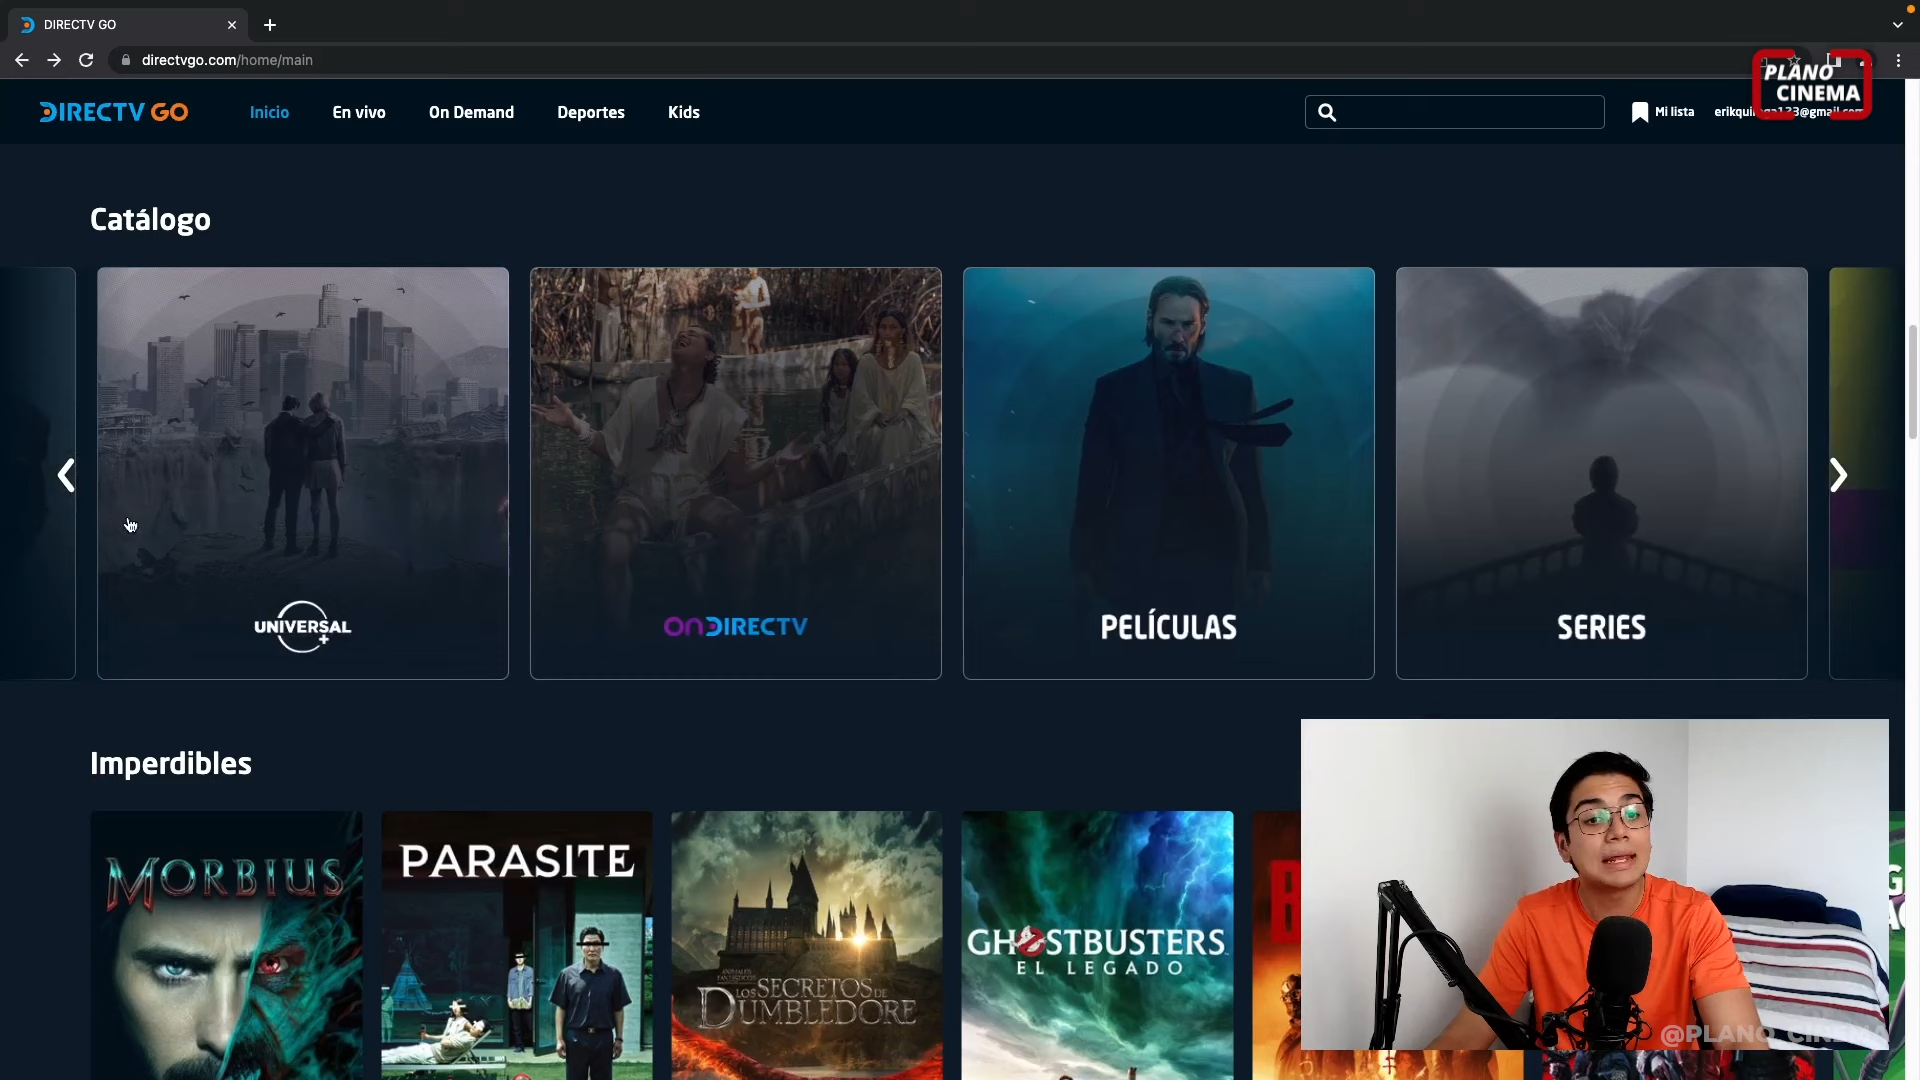 DIRECTV GO
directvgo.com/home/main
PLANO
CINEMA
DIRECTV GO
Inicio
En vivo
On Demand
Deportes
Kids
Mi lista
Catálogo
UNIVERSAL+
ONDIRECTV
PELÍCULAS
SERIES
Imperdibles
MORBIUS
PARASITE
LOS SECRETOS DE
DUMBLEDORE
GHOSTBUSTERS
EL LEGADO
@PLANO_CINEMA